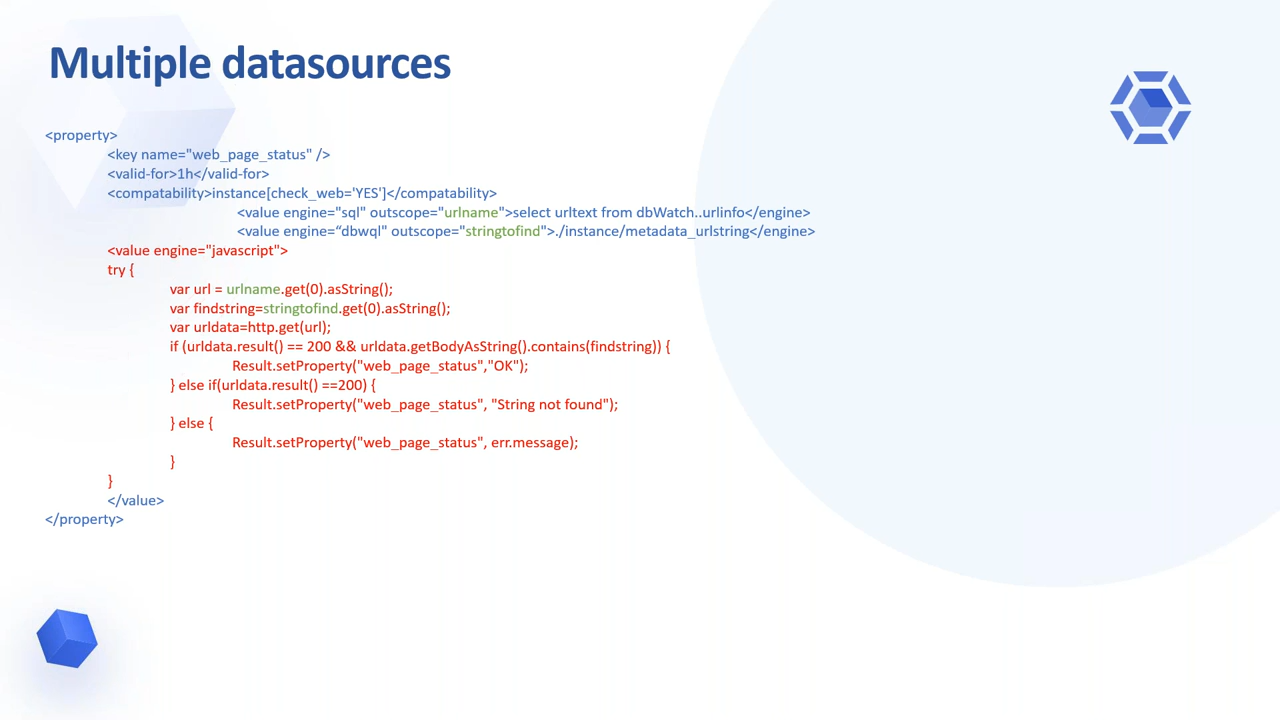 Multiple datasources
<property>
<key name="web_page_status" />
<valid-for>1h</valid-for>
<compatability>instance[check_web='YES']</compatability>
<value engine="sql" outscope="urlname">select urltext from dbWatch..urlinfo</engine>
<value engine=“dbwql" outscope="stringtofind">./instance/metadata_urlstring</engine>
<value engine="javascript">
try {
var url = urlname.get(0).asString();
var findstring=stringtofind.get(0).asString();
var urldata=http.get(url);
if (urldata.result() == 200 && urldata.getBodyAsString().contains(findstring)) {
Result.setProperty("web_page_status","OK");
} else if(urldata.result() ==200) {
Result.setProperty("web_page_status", "String not found");
} else {
Result.setProperty("web_page_status", err.message);
}
}
</value>
</property>